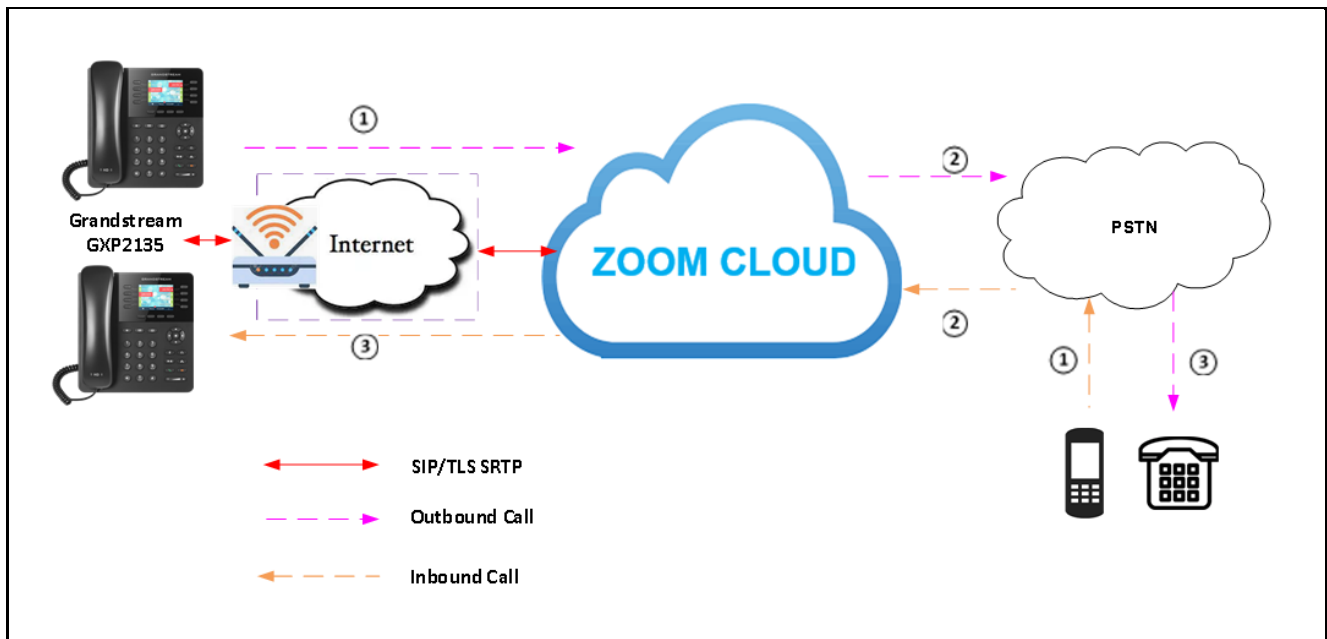 ①
②
Grandstream
GXP2135
Internet
ZOOM CLOUD
PSTN
③
②
①
③
SIP/TLS SRTP
Outbound Call
Inbound Call